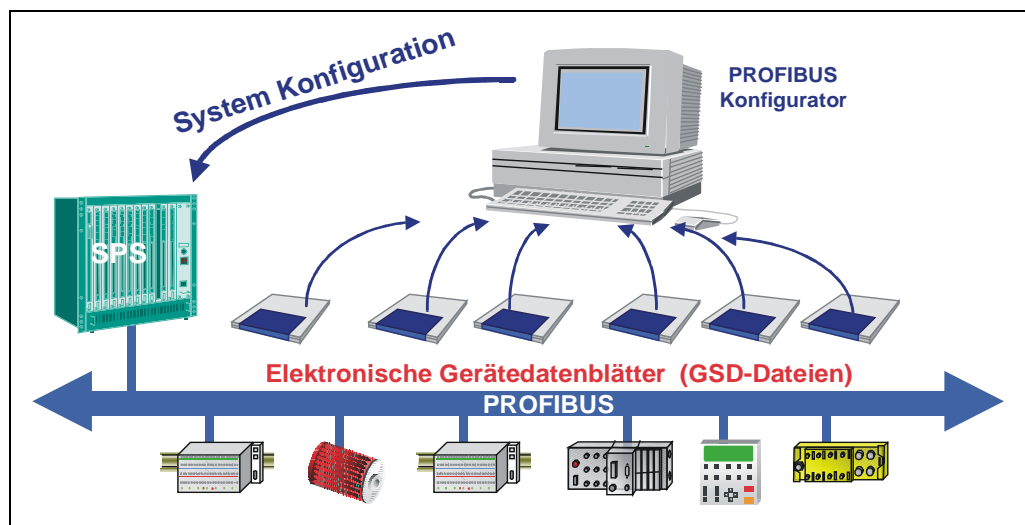 System Konfiguration
PROFIBUS
Konfigurator
SPS
Elektronische Gerätedatenblätter (GSD-Dateien)
PROFIBUS